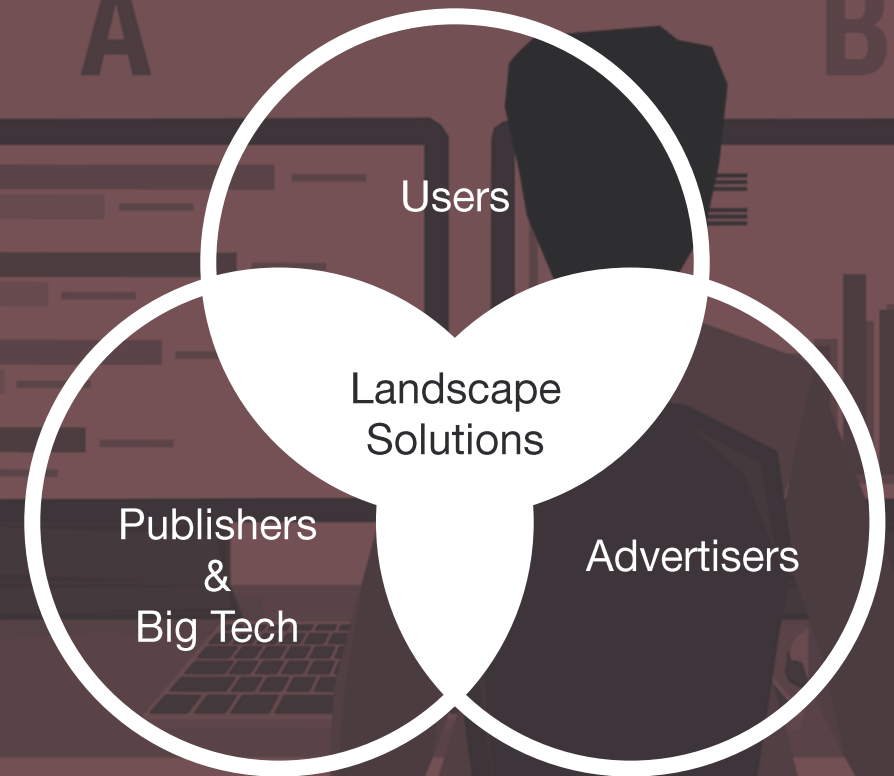 A
B
Users
Landscape
Solutions
Publishers
&
Big Tech
Advertisers